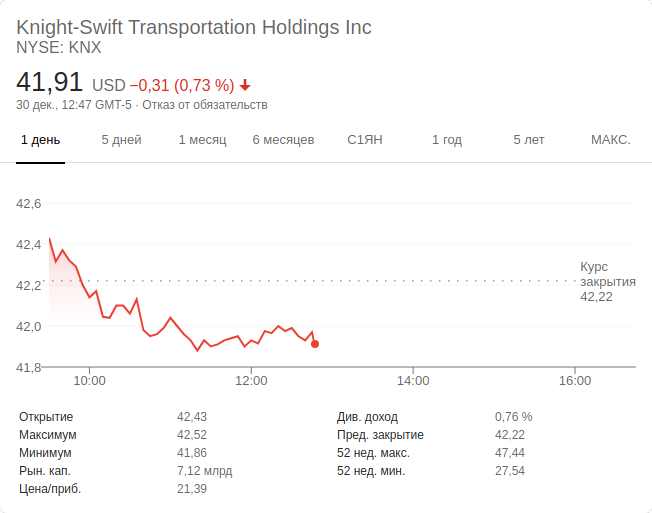 Knight-Swift Transportation Holdings Inc
NYSE: KNX
41,91 USD −0,31 (0,73 %)
30 дек., 12:47 GMT-5 · Отказ от обязательств
1 день 5 дней 1 месяц 6 месяцев С1ЯН 1 год 5 лет МАКС.
42,6
42,4
42,2
42,0
41,8
Курс
закрытия
42,22
10:00 12:00 14:00 16:00
Открытие 42,43 Див. доход 0,76 %
Максимум 42,52 Пред. закрытие 42,22
Минимум 41,86 52 нед. макс. 47,44
Рын. кап. 7,12 млрд 52 нед. мин. 27,54
Цена/приб. 21,39